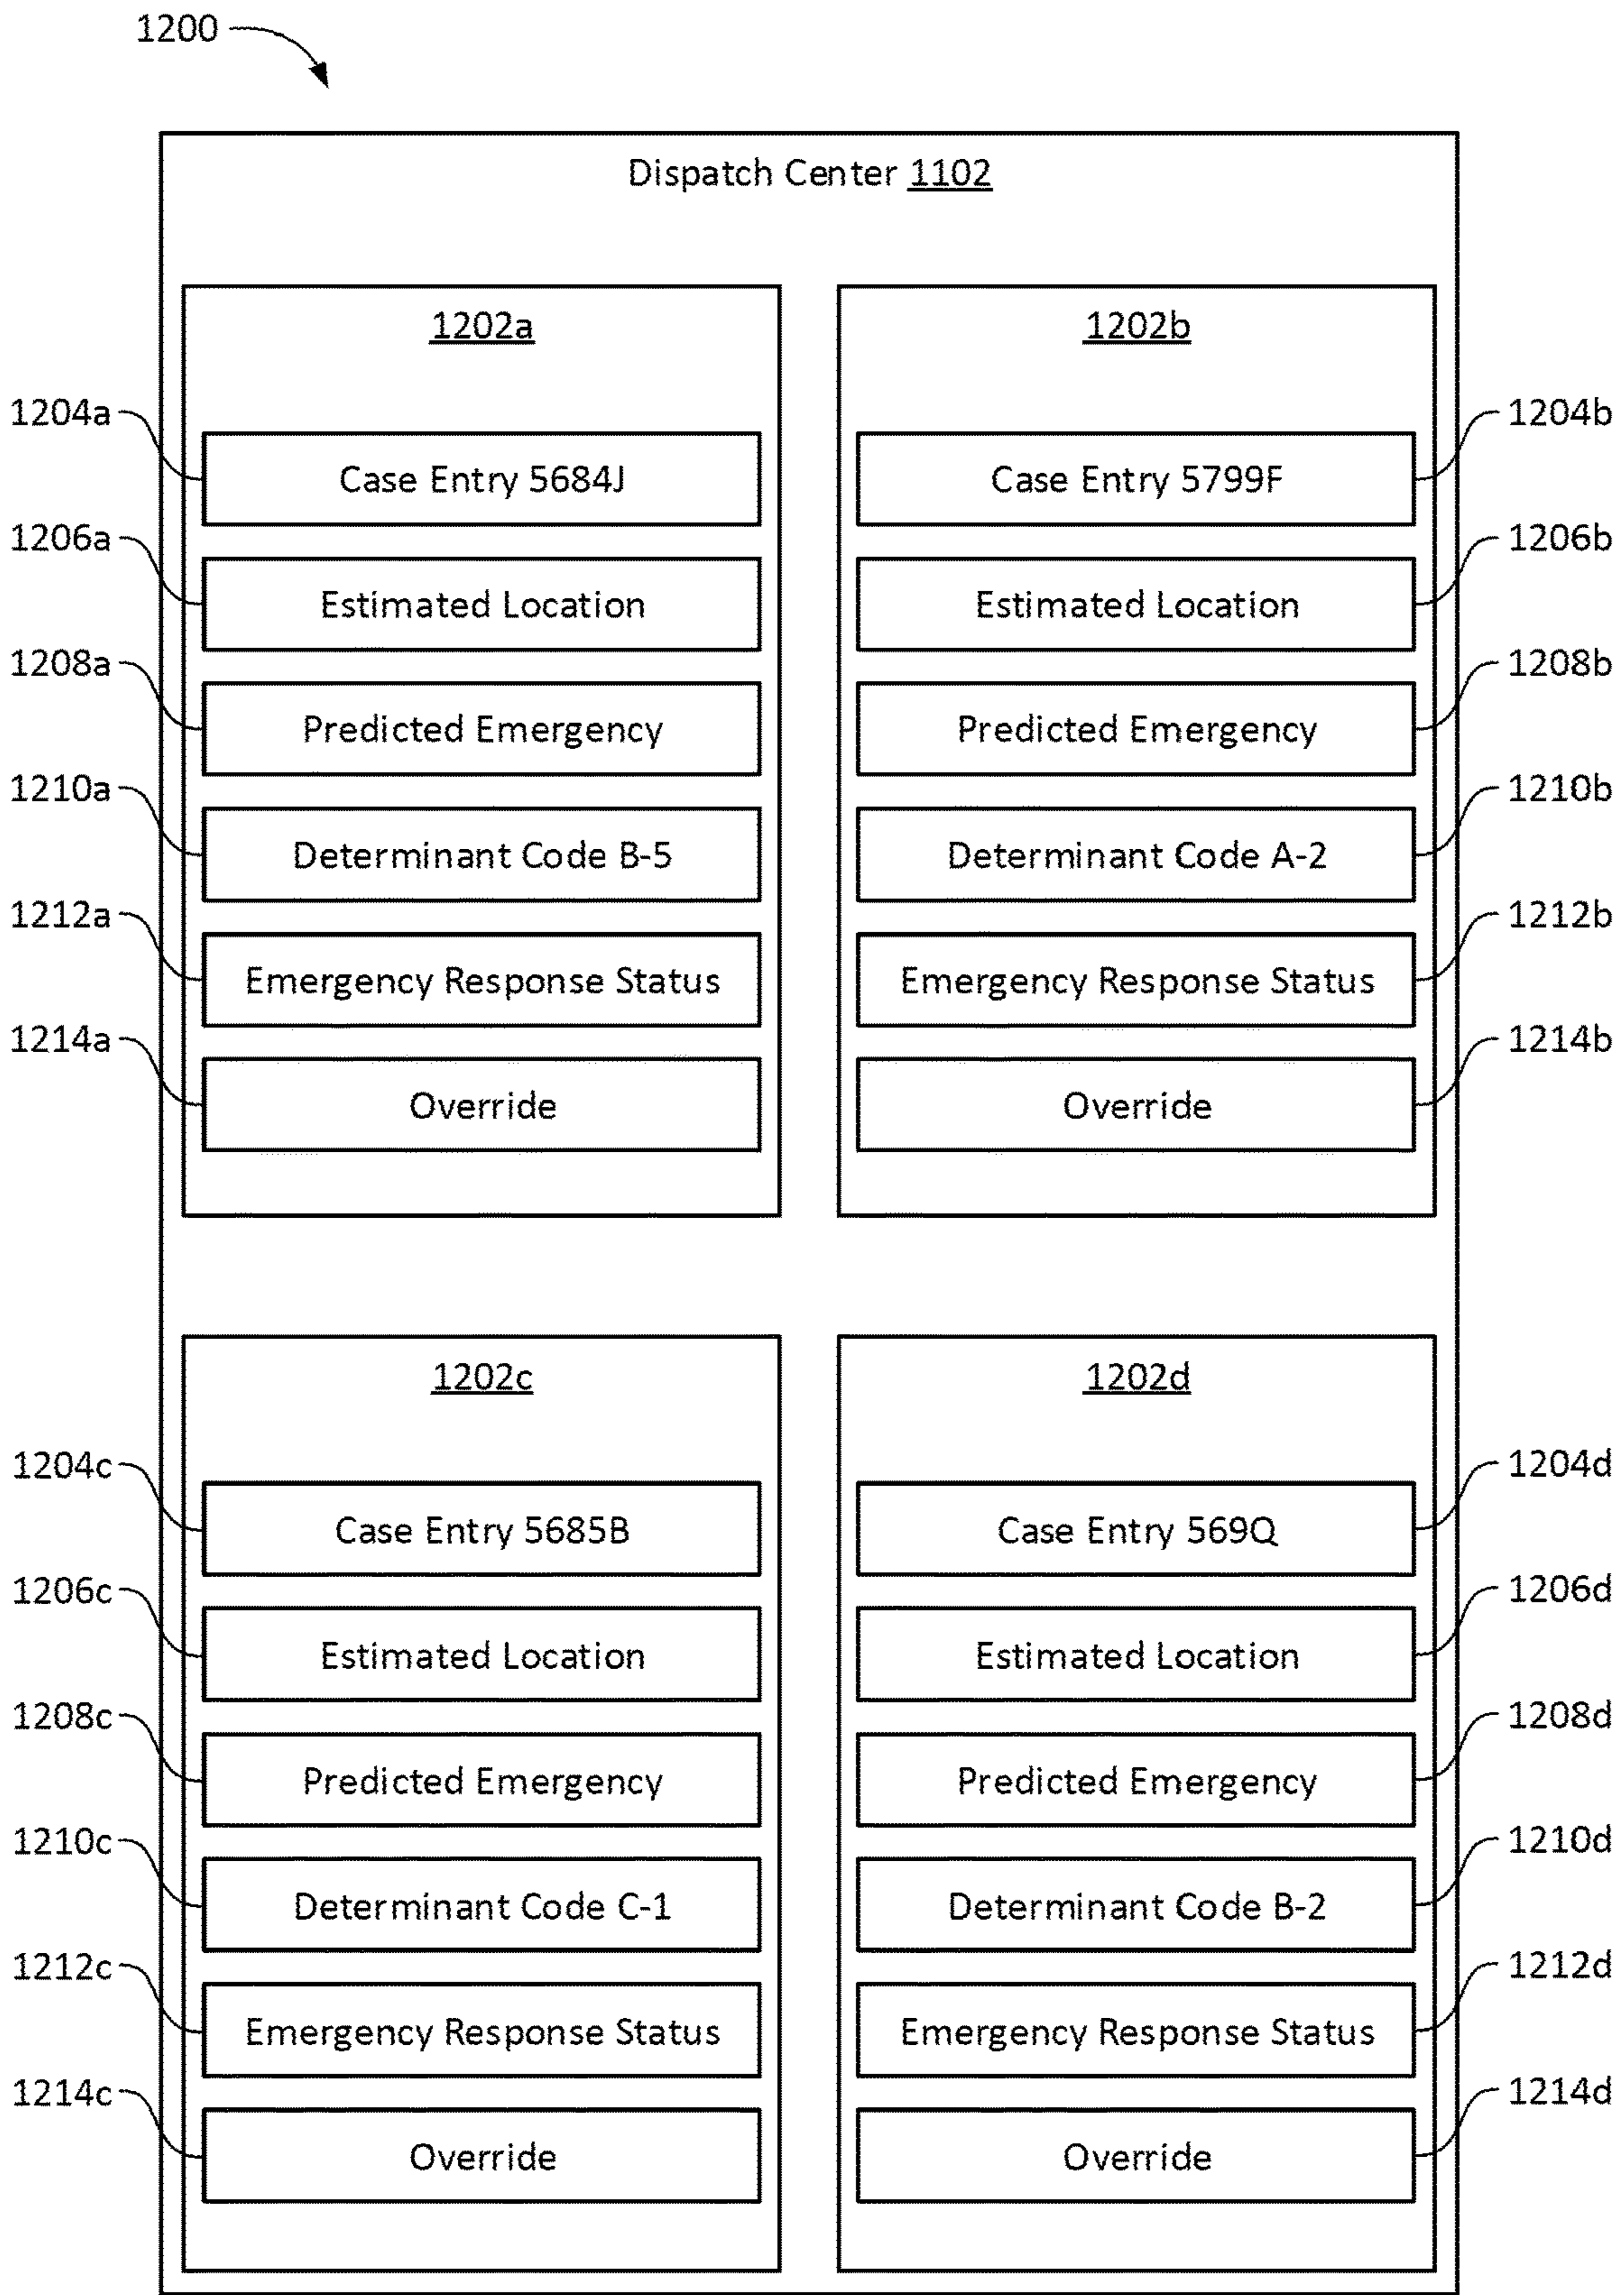 1200
Dispatch Center 1102
1202a
1204a
Case Entry 5684J
1206a
Estimated Location
1208a
Predicted Emergency
1210a
Determinant Code B-5
1212a
Emergency Response Status
1214a
Override
1202b
1204b
Case Entry 5799F
1206b
Estimated Location
1208b
Predicted Emergency
1210b
Determinant Code A-2
1212b
Emergency Response Status
1214b
Override
1202c
1204c
Case Entry 5685B
1206c
Estimated Location
1208c
Predicted Emergency
1210c
Determinant Code C-1
1212c
Emergency Response Status
1214c
Override
1202d
1204d
Case Entry 569Q
1206d
Estimated Location
1208d
Predicted Emergency
1210d
Determinant Code B-2
1212d
Emergency Response Status
1214d
Override